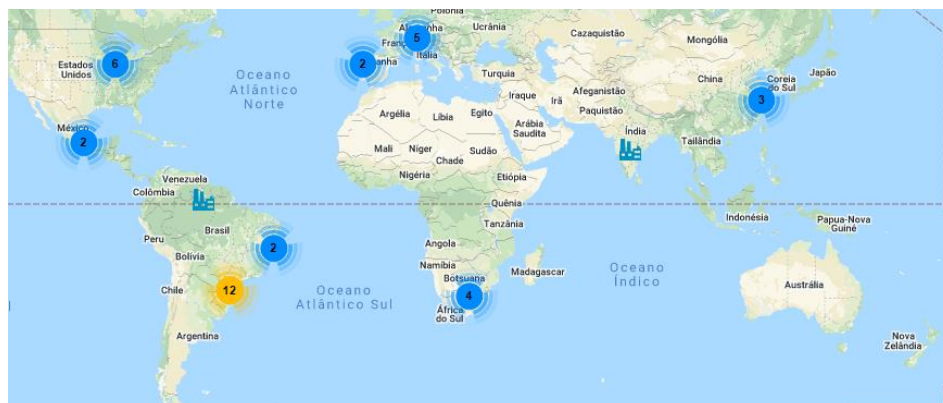 Polônia
Ucrânia
Cazaquistão
Mongólia
5
Itália
2
Estados
Unidos
6
Oceano
Atlântico
Norte
Turquia
Afeganistão
China
Coreia
do Sul
Japão
3
Iraque
Irã
Paquistão
Argélia
Líbia
Egito
Arábia
Saudita
Índia
Tailândia
México
2
Mali
Níger
Chade
Sudão
Nigéria
Etiópia
Venezuela
Colômbia
Quênia
Tanzânia
Indonésia
Papua-Nova
Guiné
Brasil
Peru
2
Bolívia
Angola
Namíbia
Botsuana
Madagascar
Oceano
Índico
Austrália
12
Chile
Oceano
Atlântico Sul
4
África
do Sul
Argentina
Nova
Zelândia